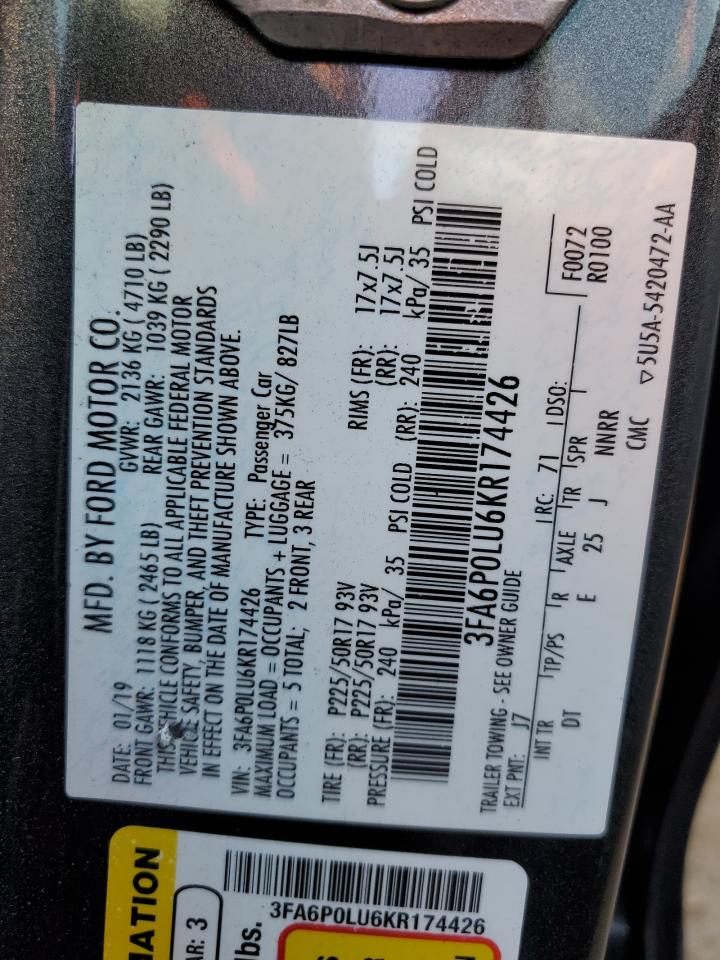 MFD. BY FORD MOTOR CO.
DATE: 01/19 GVWR: 2136 KG ( 4710 LB)
FRONT GAWR: 1118 KG ( 2465 LB) REAR GAWR: 1039 KG ( 2290 LB)
THIS VEHICLE CONFORMS TO ALL APPLICABLE FEDERAL MOTOR
VEHICLE SAFETY, BUMPER, AND THEFT PREVENTION STANDARDS
IN EFFECT ON THE DATE OF MANUFACTURE SHOWN ABOVE.
VIN: 3FA6P0LU6KR174426 TYPE: Passenger Car
MAXIMUM LOAD = OCCUPANTS + LUGGAGE = 375KG/ 827LB
OCCUPANTS = 5 TOTAL; 2 FRONT, 3 REAR
TIRE (FR): P225/50R17 93V RIMS (FR): 17x7.5J
(RR): P225/50R17 93V (RR): 17x7.5J
PRESSURE (FR): 240 kPa/ 35 PSI COLD (RR): 240 kPa/ 35 PSI COLD
3FA6P0LU6KR174426
TRAILER TOWING - SEE OWNER GUIDE
EXT PNT: J7 RC: 71 DSO: F0072
R0100
INT TR TP/PS R AXLE TR SPR
DT E 25 J NNRR
CMC ▽5U5A-5420472-AA
MATION
AR: 3
lbs.
3FA6P0LU6KR174426